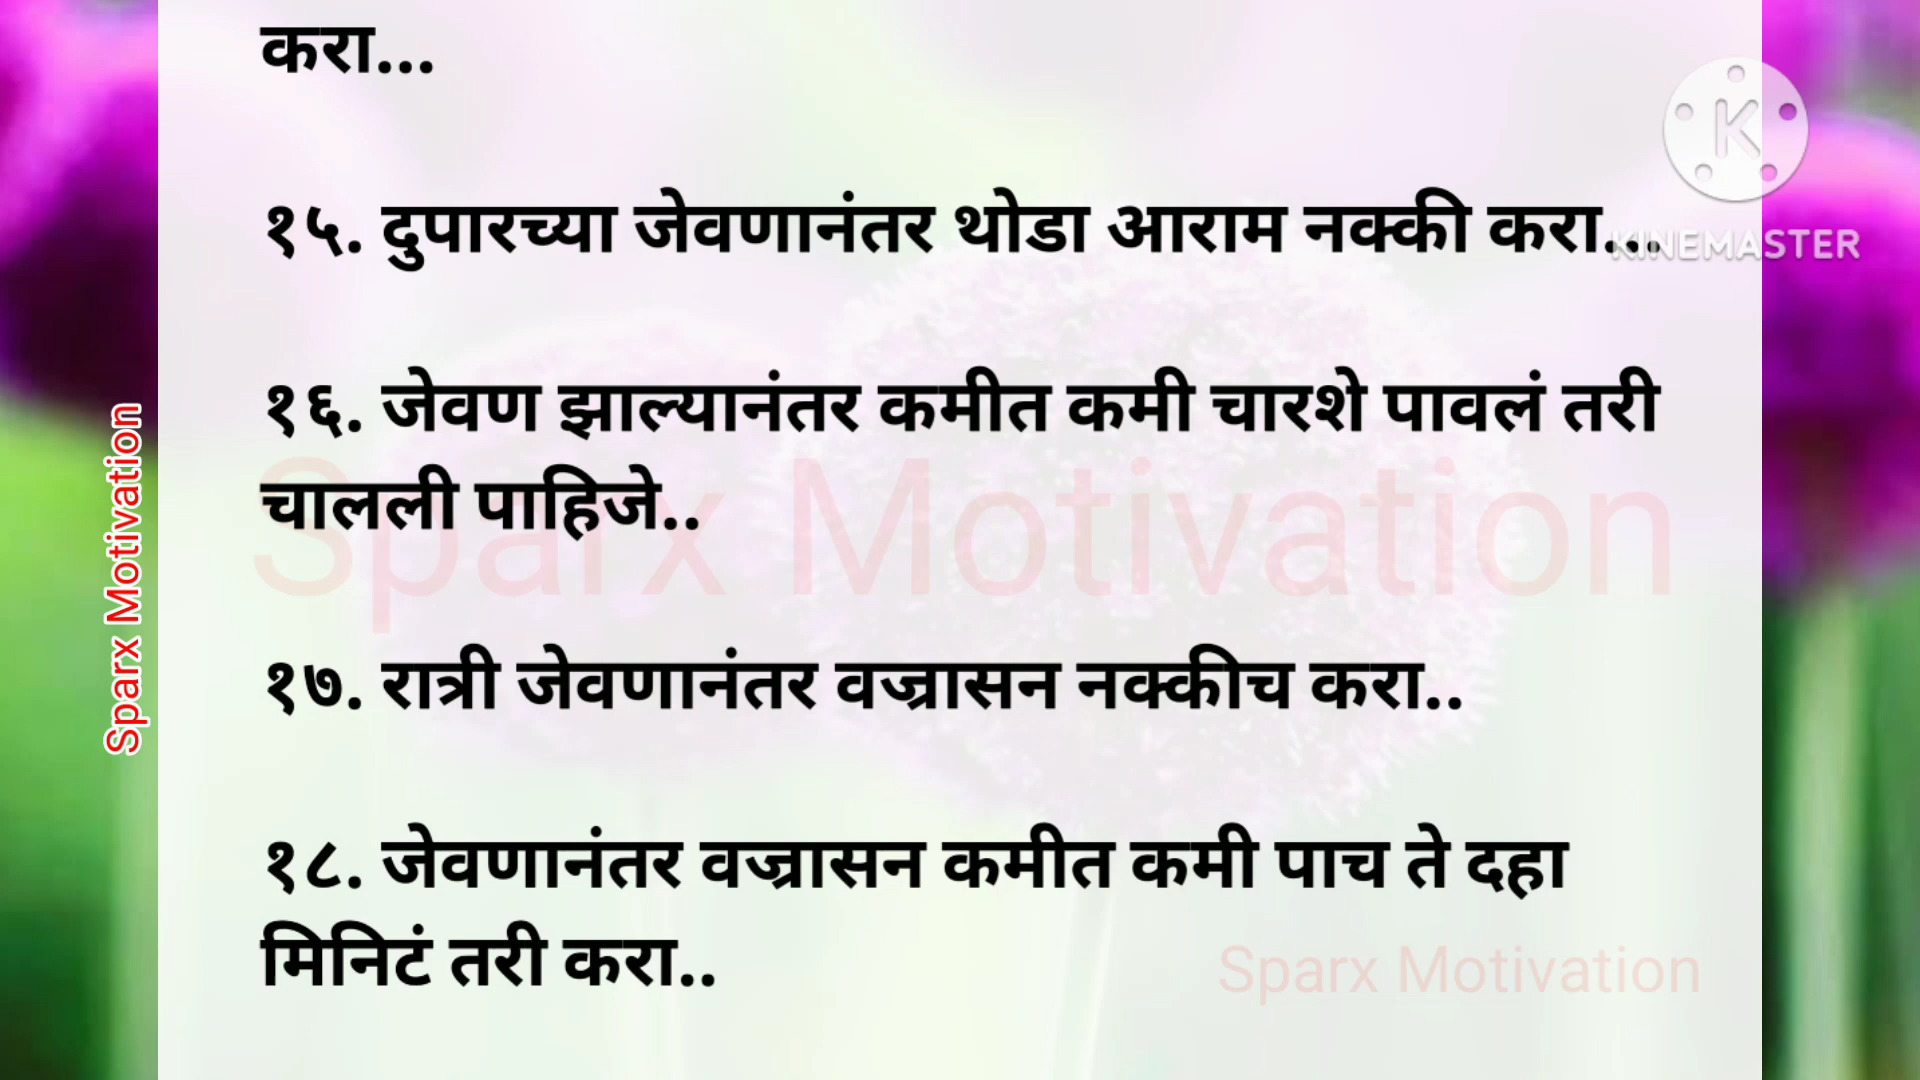 करा...
१५. दुपारच्या जेवणानंतर थोडा आराम नक्की करा...
K
KINEMASTER
१६. जेवण झाल्यानंतर कमीत कमी चारशे पावलं तरी
चालली पाहिजे..
Sparx Motivation
Sparx Motivation
१७. रात्री जेवणानंतर वज्रासन नक्कीच करा..
१८. जेवणानंतर वज्रासन कमीत कमी पाच ते दहा
मिनिटं तरी करा..
Sparx Motivation